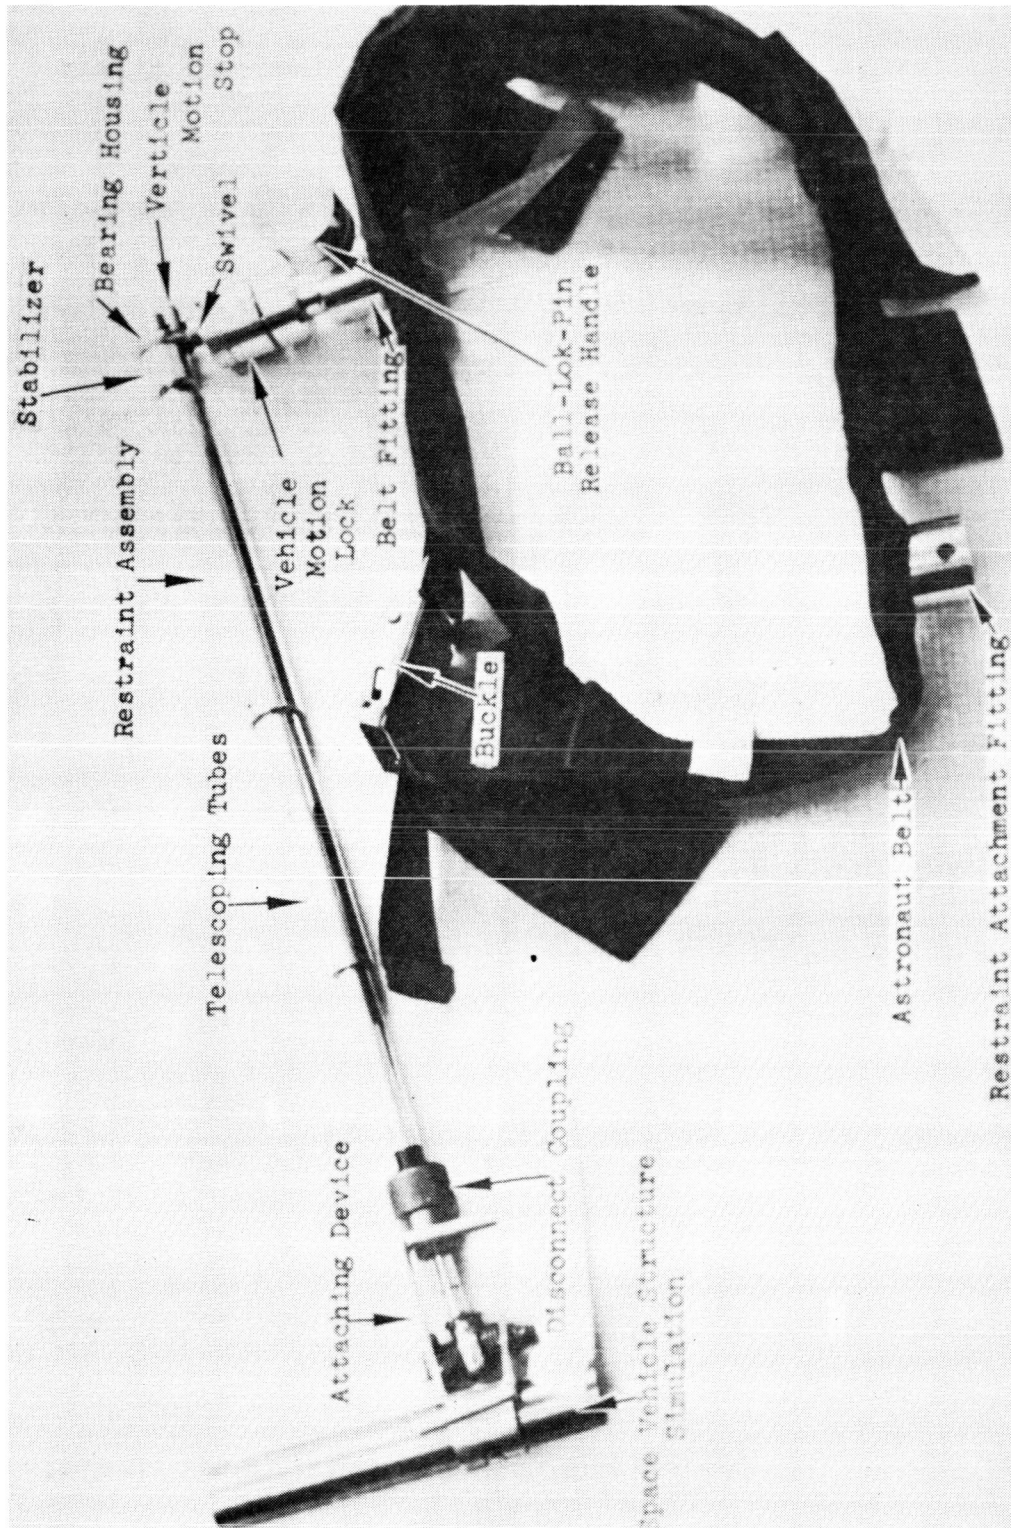 Stabilizer
Bearing Housing
Restraint Assembly
Verticle
Motion
Stop
Swivel
Telescoping Tubes
Vehicle
Motion
Lock
Attaching Device
Belt Fitting
Buckle
Ball-Lok-Pin
Relense Handle
Disconnect Coupling
Space Vehicle Structure
Simulation
Astronaut Belt
Restraint Attachment Fitting